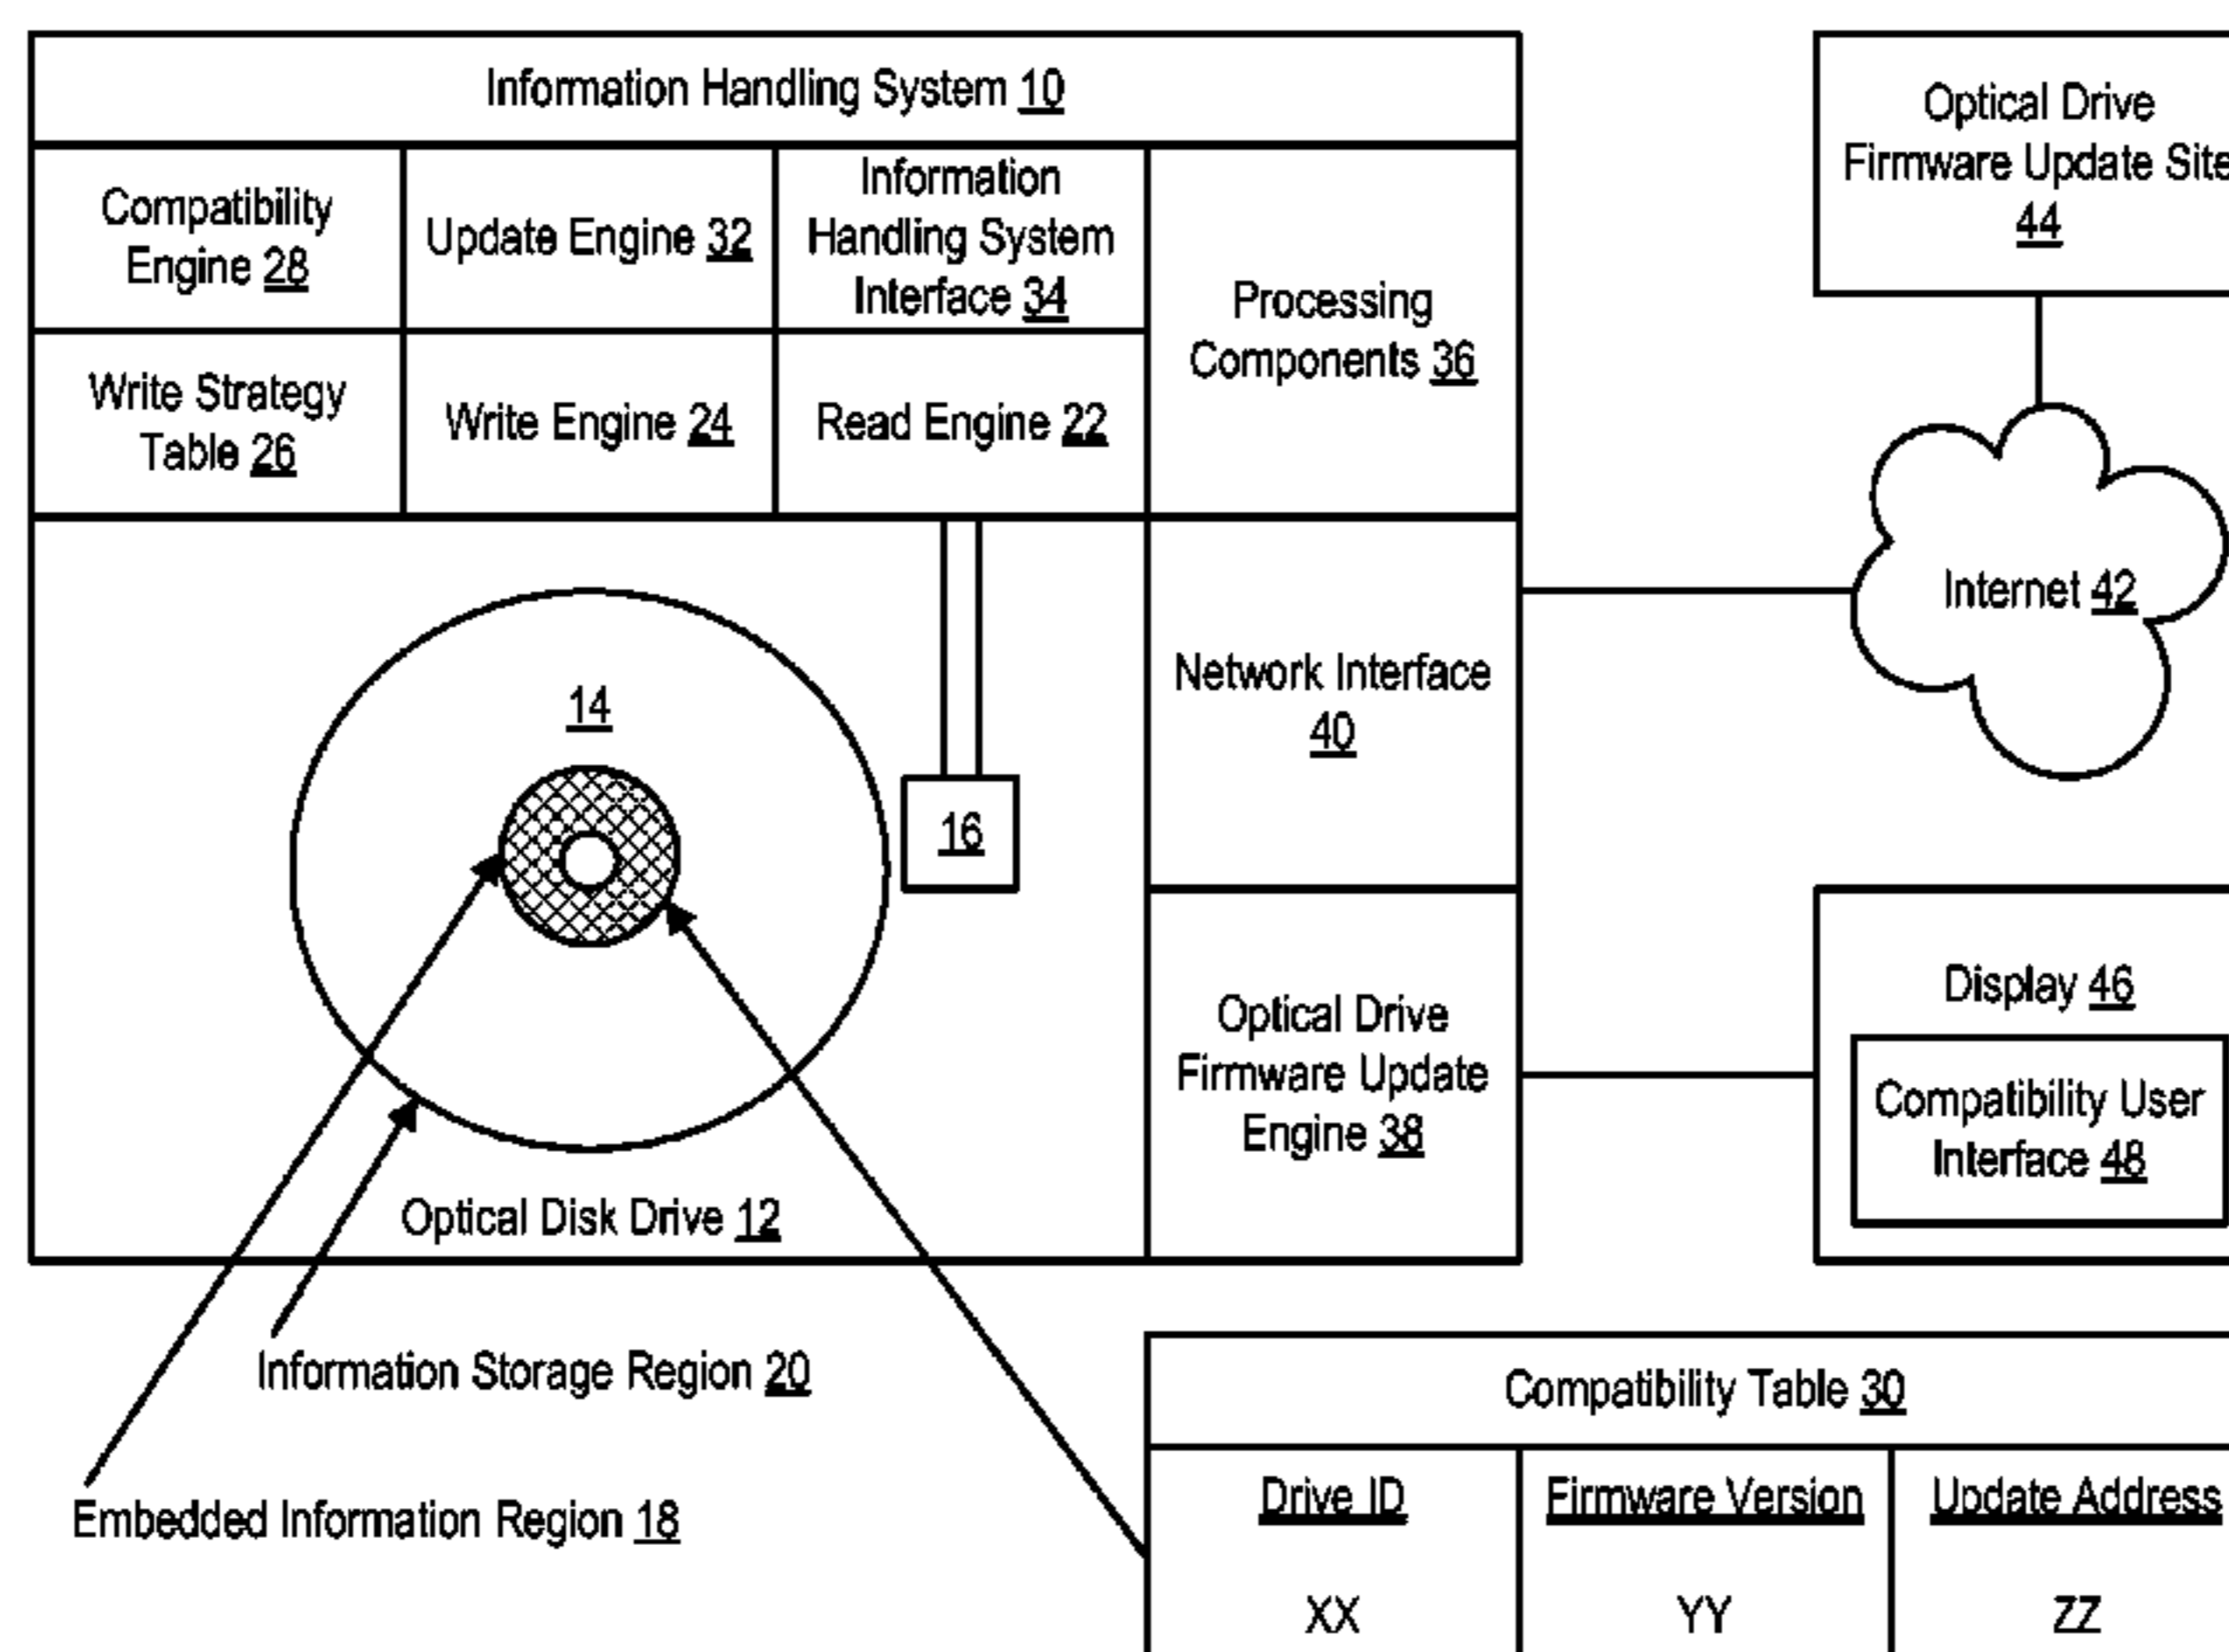 Information Handling System 10
Compatibility
Engine 28
Update Engine 32
Information
Handling System
Interface 34
Processing
Components 36
Write Strategy
Table 26
Write Engine 24
Read Engine 22
Optical Drive
Firmware Update Site
44
Internet 42
14
16
Network Interface
40
Optical Drive
Firmware Update
Engine 38
Optical Disk Drive 12
Display 46
Compatibility User
Interface 48
Information Storage Region 20
Embedded Information Region 18
Compatibility Table 30
Drive ID
Firmware Version
Update Address
XX
YY
ZZ